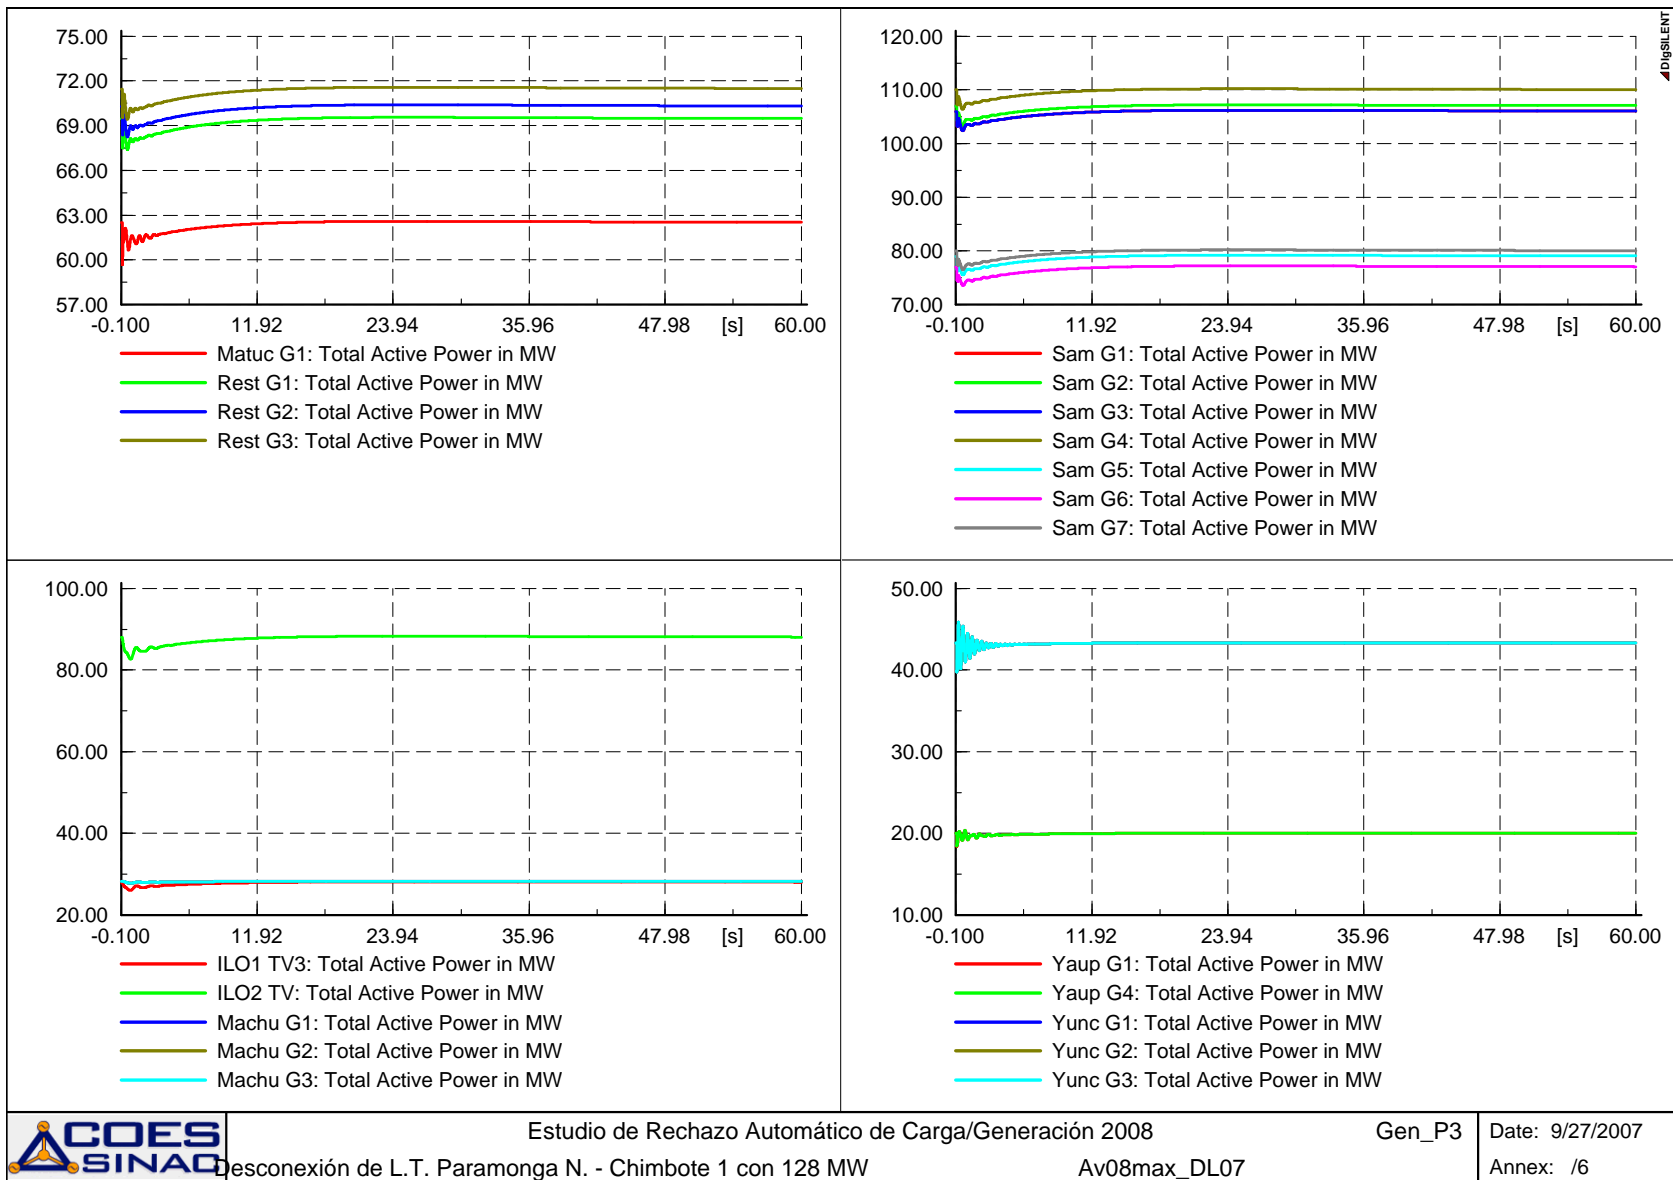 DIgSILENT
75.00
72.00
69.00
66.00
63.00
60.00
57.00
-0.100 11.92 23.94 35.96 47.98 [s] 60.00
Matuc G1: Total Active Power in MW
Rest G1: Total Active Power in MW
Rest G2: Total Active Power in MW
Rest G3: Total Active Power in MW
120.00
110.00
100.00
90.00
80.00
70.00
-0.100 11.92 23.94 35.96 47.98 [s] 60.00
Sam G1: Total Active Power in MW
Sam G2: Total Active Power in MW
Sam G3: Total Active Power in MW
Sam G4: Total Active Power in MW
Sam G5: Total Active Power in MW
Sam G6: Total Active Power in MW
Sam G7: Total Active Power in MW
100.00
80.00
60.00
40.00
20.00
-0.100 11.92 23.94 35.96 47.98 [s] 60.00
ILO1 TV3: Total Active Power in MW
ILO2 TV: Total Active Power in MW
Machu G1: Total Active Power in MW
Machu G2: Total Active Power in MW
Machu G3: Total Active Power in MW
50.00
40.00
30.00
20.00
10.00
-0.100 11.92 23.94 35.96 47.98 [s] 60.00
Yaup G1: Total Active Power in MW
Yaup G4: Total Active Power in MW
Yunc G1: Total Active Power in MW
Yunc G2: Total Active Power in MW
Yunc G3: Total Active Power in MW
COES
SINAC
Estudio de Rechazo Automático de Carga/Generación 2008 Gen_P3
Desconexión de L.T. Paramonga N. - Chimbote 1 con 128 MW Av08max_DL07
Date: 9/27/2007
Annex: /6